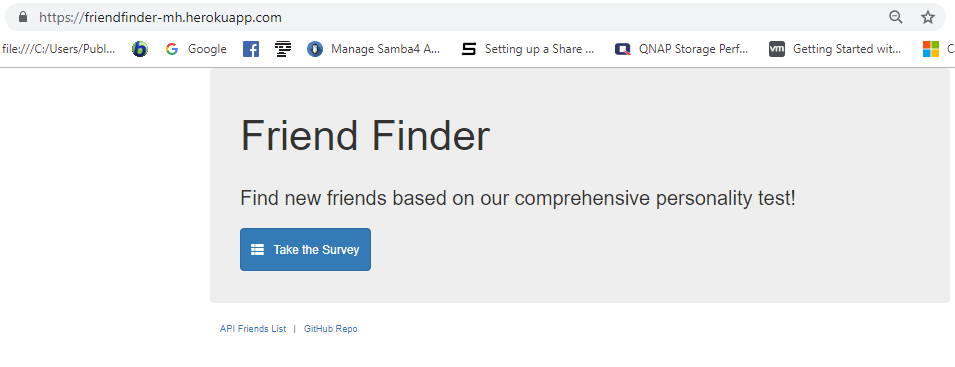 https://friendfinder-mh.herokuapp.com
file:///C:/Users/Publ... Google Manage Samba4 A... Setting up a Share ... QNAP Storage Perf... vm Getting Started wit... C
Friend Finder
Find new friends based on our comprehensive personality test!
Take the Survey
API Friends List | GitHub Repo